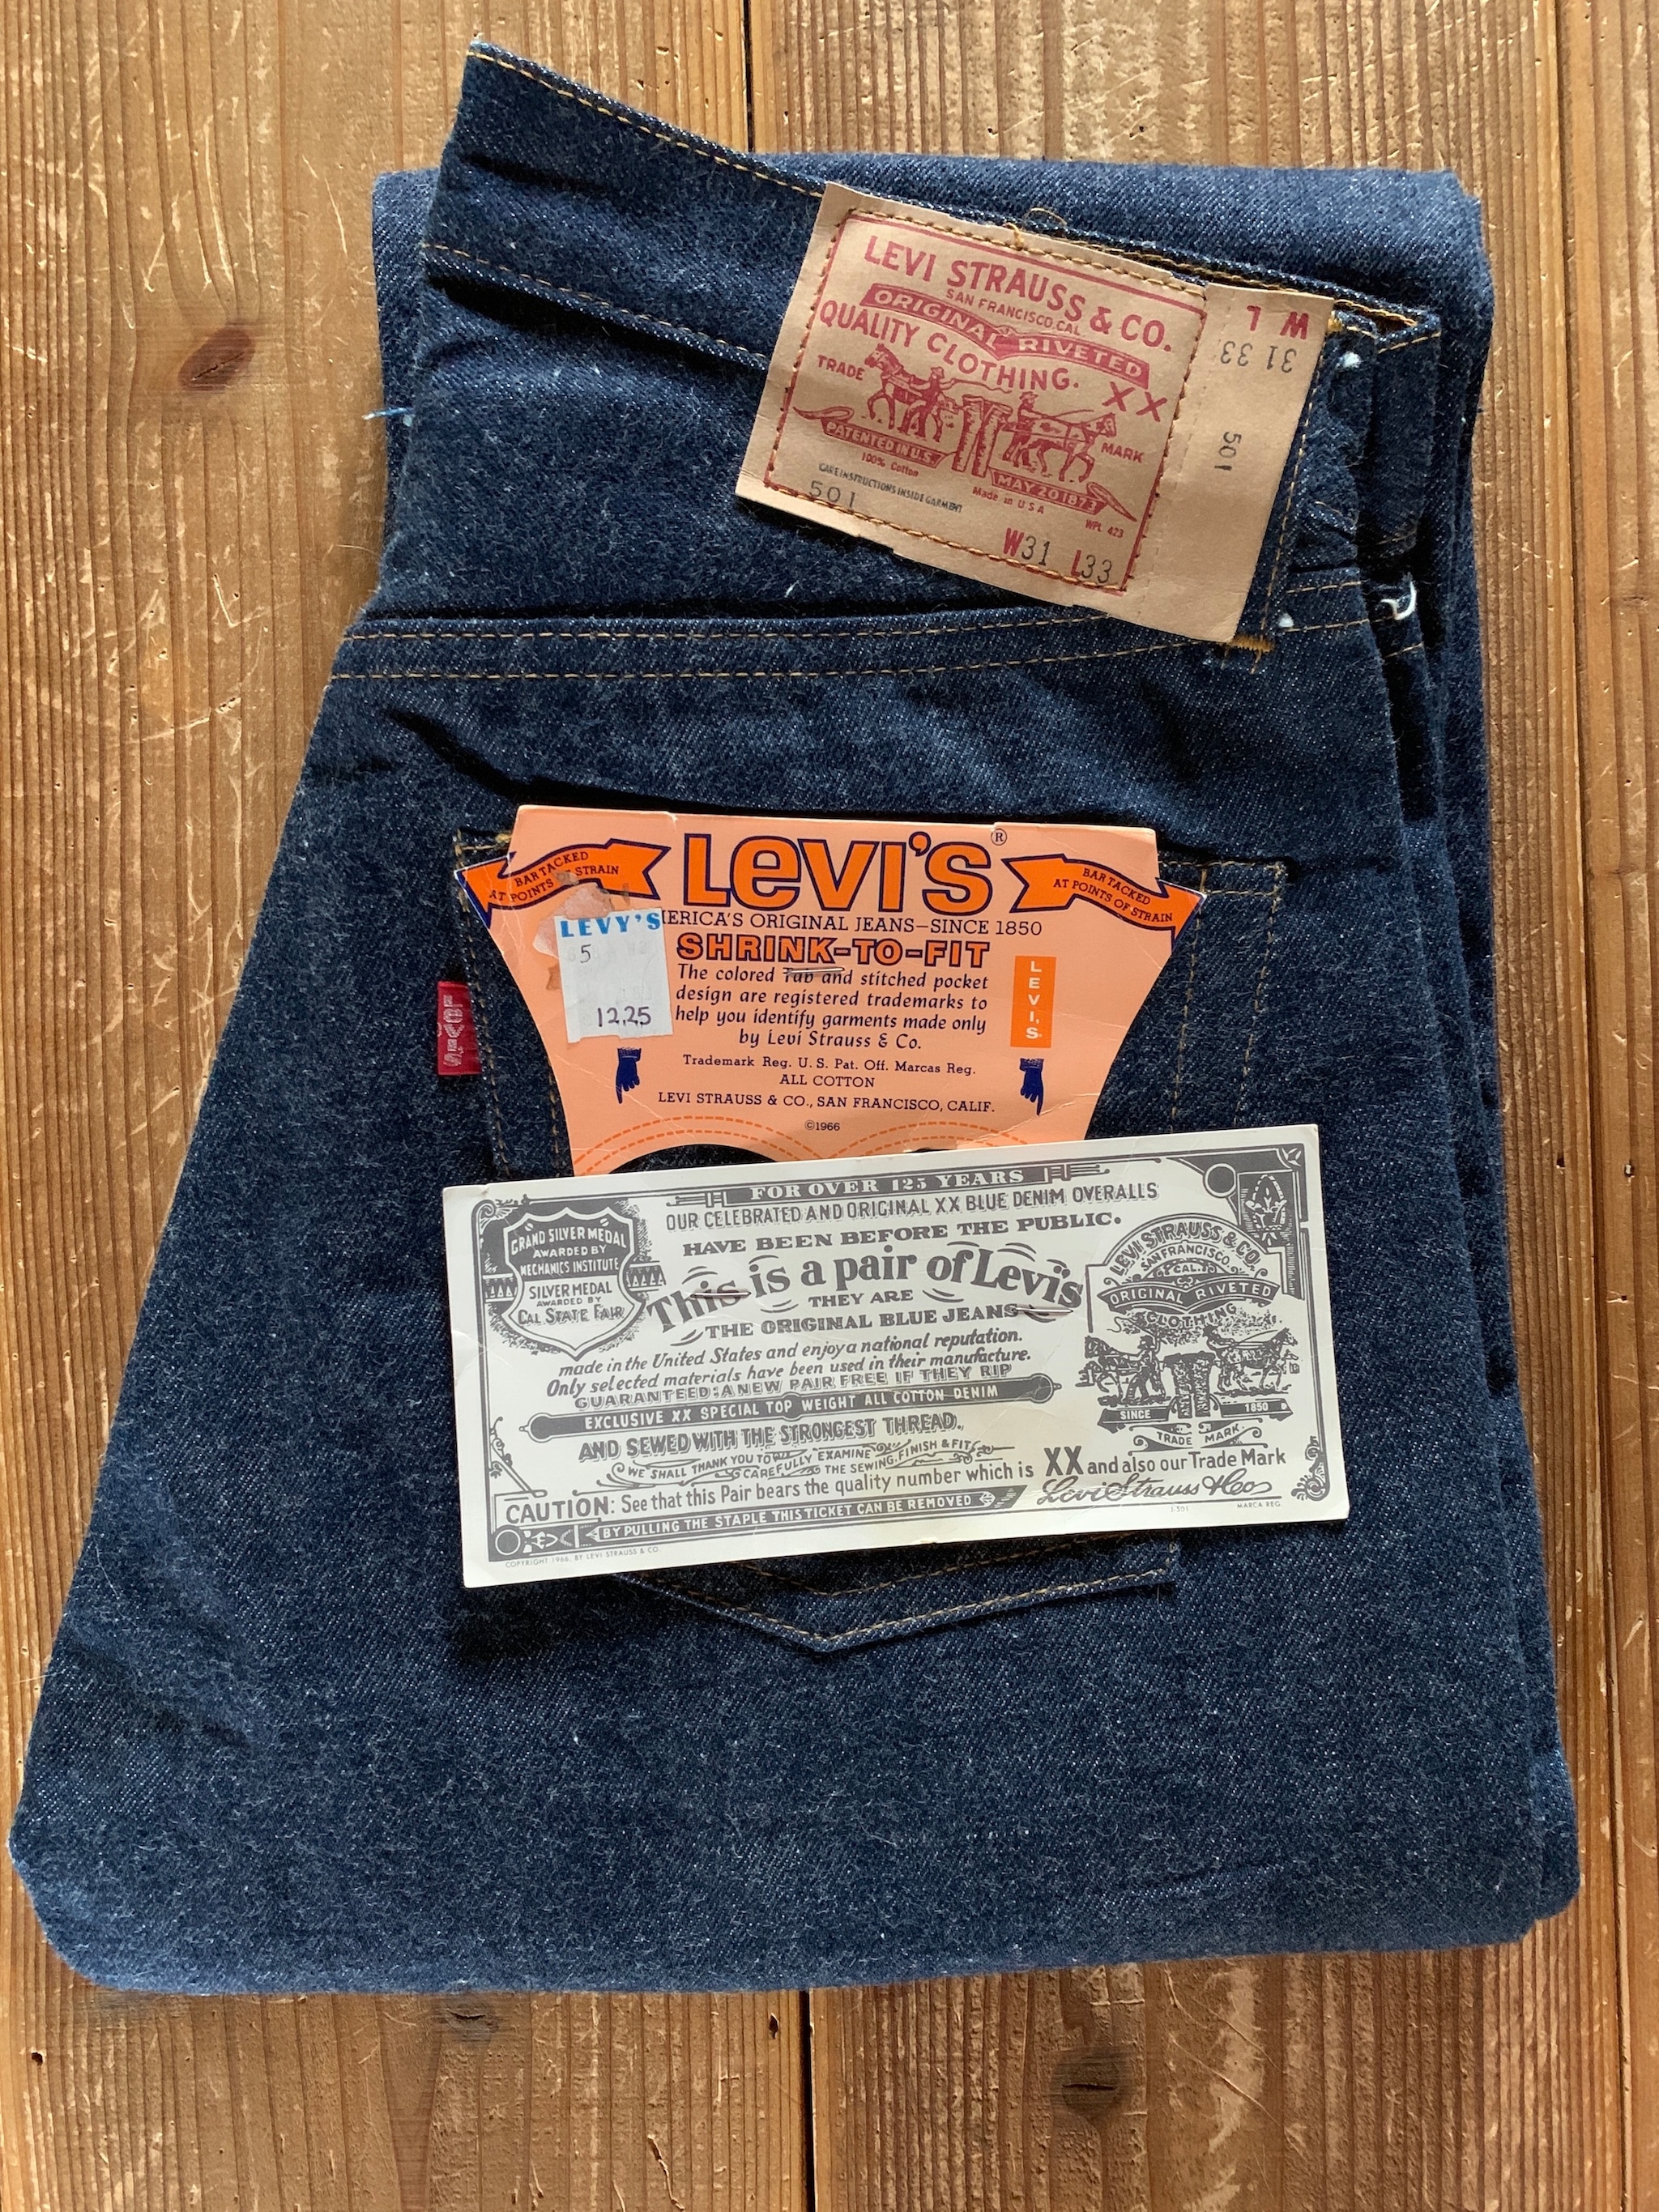 LEVI STRAUSS & CO.
SAN FRANCISCO, CAL.
ORIGINAL RIVETED
QUALITY CLOTHING.
XX
TRADE MARK
PATENTED IN U.S.
MAY 20 1873
100% Cotton
Made in U S A
WPL 423
CARE INSTRUCTIONS INSIDE GARMENT
501
W31 L33
W L
31 33
501
LEVI'S®
BAR TACKED
AT POINTS OF STRAIN
BAR TACKED
AT POINTS OF STRAIN
MERICA'S ORIGINAL JEANS—SINCE 1850
SHRINK-TO-FIT
The colored Tab and stitched pocket
design are registered trademarks to
help you identify garments made only
by Levi Strauss & Co.
Trademark Reg. U. S. Pat. Off. Marcas Reg.
ALL COTTON
LEVI STRAUSS & CO., SAN FRANCISCO, CALIF.
©1966
LEVI'S
LEVY'S
5
12.25
LEVI'S
FOR OVER 125 YEARS
OUR CELEBRATED AND ORIGINAL XX BLUE DENIM OVERALLS
HAVE BEEN BEFORE THE PUBLIC.
This is a pair of Levi's
THEY ARE
THE ORIGINAL BLUE JEANS
made in the United States and enjoy a national reputation.
Only selected materials have been used in their manufacture.
GUARANTEED: A NEW PAIR FREE IF THEY RIP
EXCLUSIVE XX SPECIAL TOP WEIGHT ALL COTTON DENIM
AND SEWED WITH THE STRONGEST THREAD.
WE SHALL THANK YOU TO CAREFULLY EXAMINE THE SEWING, FINISH & FIT
CAUTION: See that this Pair bears the quality number which is XX and also our Trade Mark
BY PULLING THE STAPLE THIS TICKET CAN BE REMOVED
Levi Strauss & Co
1-301
MARCA REG.
COPYRIGHT 1966, BY LEVI STRAUSS & CO.
GRAND SILVER MEDAL
AWARDED BY
MECHANICS INSTITUTE
SILVER MEDAL
AWARDED BY
CAL STATE FAIR
LEVI STRAUSS & CO.
SAN FRANCISCO,
CAL.
ORIGINAL RIVETED
CLOTHING
SINCE 1850
TRADE MARK